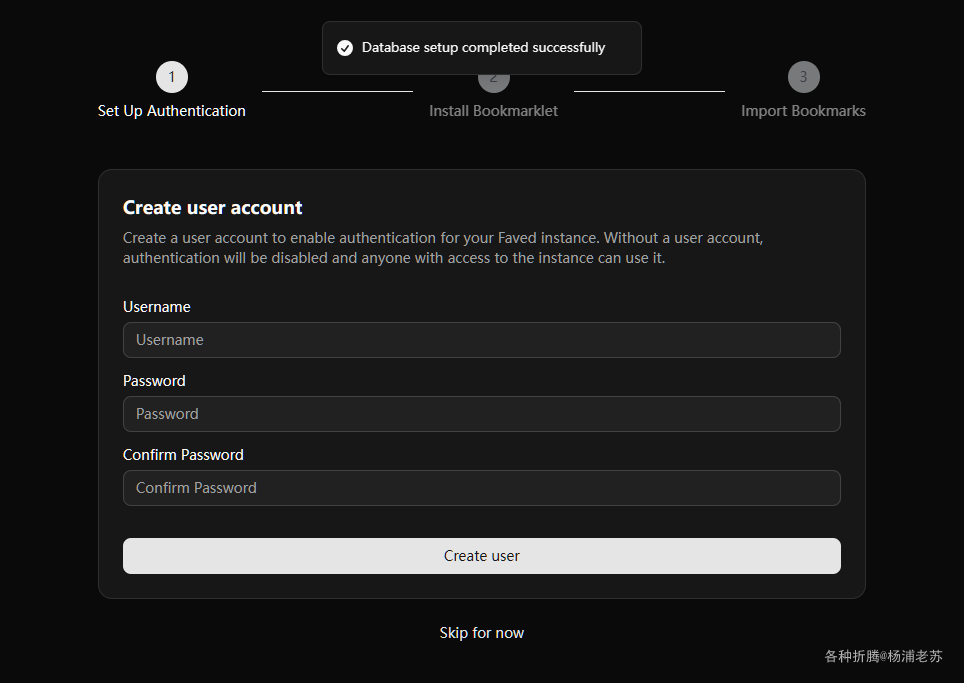 Database setup completed successfully
1
2
3
Set Up Authentication
Install Bookmarklet
Import Bookmarks
Create user account
Create a user account to enable authentication for your Faved instance. Without a user account,
authentication will be disabled and anyone with access to the instance can use it.
Username
Username
Password
Password
Confirm Password
Confirm Password
Create user
Skip for now
各种折腾@杨浦老苏